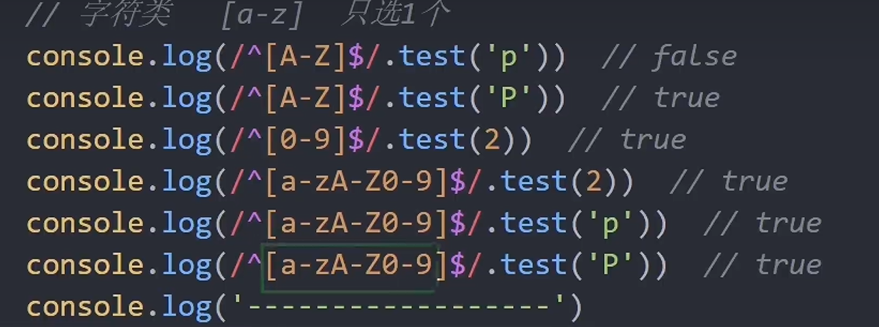 // 字符类 [a-z] 只选1个
console.log(/^[A-Z]$/.test('p')) // false
console.log(/^[A-Z]$/.test('P')) // true
console.log(/^[0-9]$/.test(2)) // true
console.log(/^[a-zA-Z0-9]$/.test(2)) // true
console.log(/^[a-zA-Z0-9]$/.test('p')) // true
console.log(/^[a-zA-Z0-9]$/.test('P')) // true
console.log('------------------')